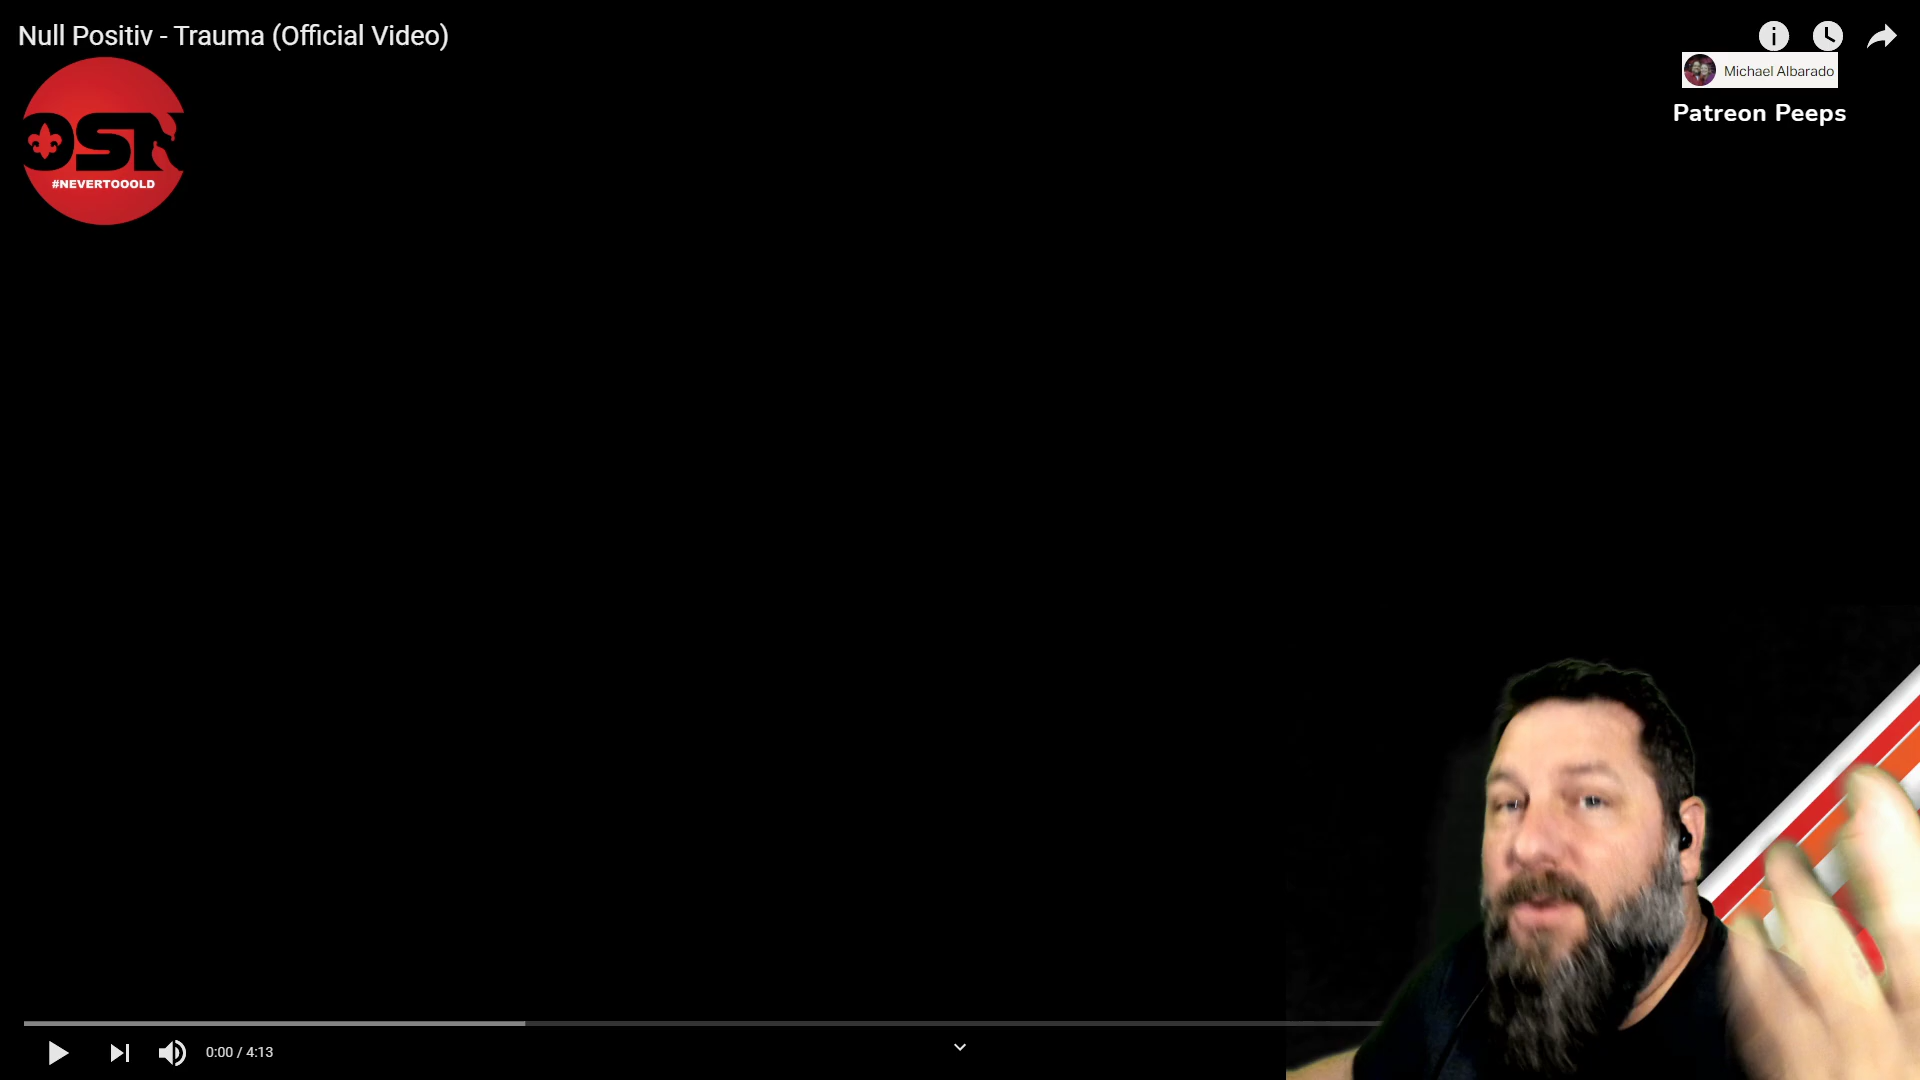 Null Positiv - Trauma (Official Video)
Michael Albarado
Patreon Peeps
OSN
#NEVERTOOOLD
0:00 / 4:13